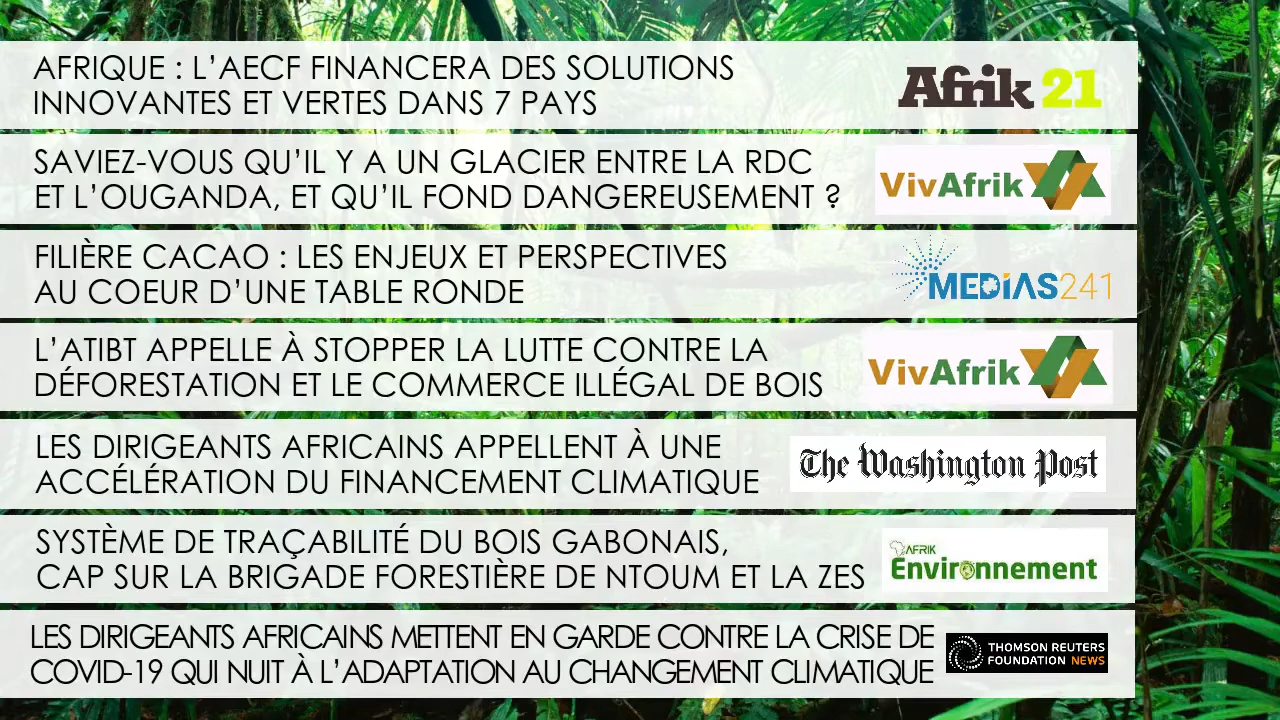 AFRIQUE : L’AECF FINANCERA DES SOLUTIONS
INNOVANTES ET VERTES DANS 7 PAYS
Afrik 21
SAVIEZ-VOUS QU’IL Y A UN GLACIER ENTRE LA RDC
ET L’OUGANDA, ET QU’IL FOND DANGEREUSEMENT ?
VivAfrik
FILIÈRE CACAO : LES ENJEUX ET PERSPECTIVES
AU COEUR D’UNE TABLE RONDE
MEDIAS241
L’ATIBT APPELLE À STOPPER LA LUTTE CONTRE LA
DÉFORESTATION ET LE COMMERCE ILLÉGAL DE BOIS
VivAfrik
LES DIRIGEANTS AFRICAINS APPELLENT À UNE
ACCÉLÉRATION DU FINANCEMENT CLIMATIQUE
The Washington Post
SYSTÈME DE TRAÇABILITÉ DU BOIS GABONAIS,
CAP SUR LA BRIGADE FORESTIÈRE DE NTOUM ET LA ZES
AFRIK
Environnement
LES DIRIGEANTS AFRICAINS METTENT EN GARDE CONTRE LA CRISE DE
COVID-19 QUI NUIT À L’ADAPTATION AU CHANGEMENT CLIMATIQUE
THOMSON REUTERS
FOUNDATION NEWS